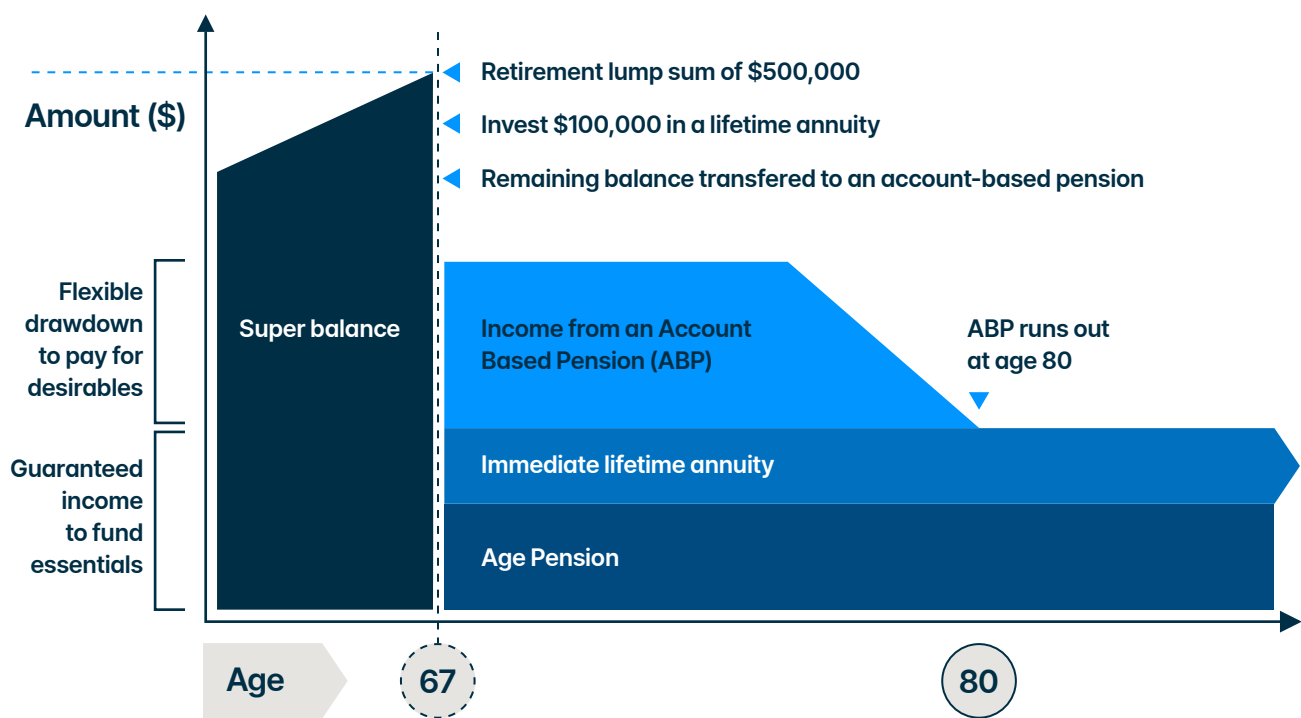 Retirement lump sum of $500,000
Amount ($)
Invest $100,000 in a lifetime annuity
Remaining balance transfered to an account-based pension
Flexible
drawdown
to pay for
desirables
Super balance
Income from an Account
Based Pension (ABP)
ABP runs out
at age 80
Guaranteed
income
to fund
essentials
Immediate lifetime annuity
Age Pension
Age
67
80